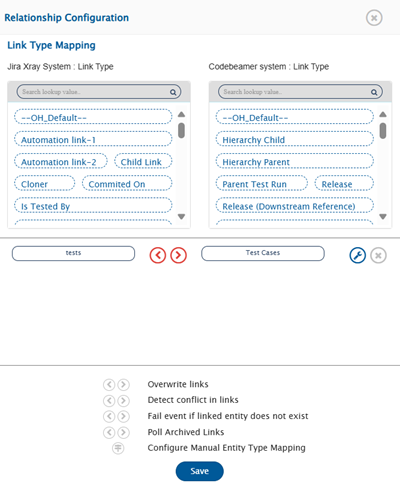 Relationship Configuration
Link Type Mapping
Jira Xray System : Link Type
Codebeamer system : Link Type
Search lookup value..
Search lookup value..
--OH_Default--
Automation link-1
Automation link-2 Child Link
Cloner Commited On
Is Tested By
--OH_Default--
Hierarchy Child
Hierarchy Parent
Parent Test Run Release
Release (Downstream Reference)
tests
Test Cases
Overwrite links
Detect conflict in links
Fail event if linked entity does not exist
Poll Archived Links
Configure Manual Entity Type Mapping
Save